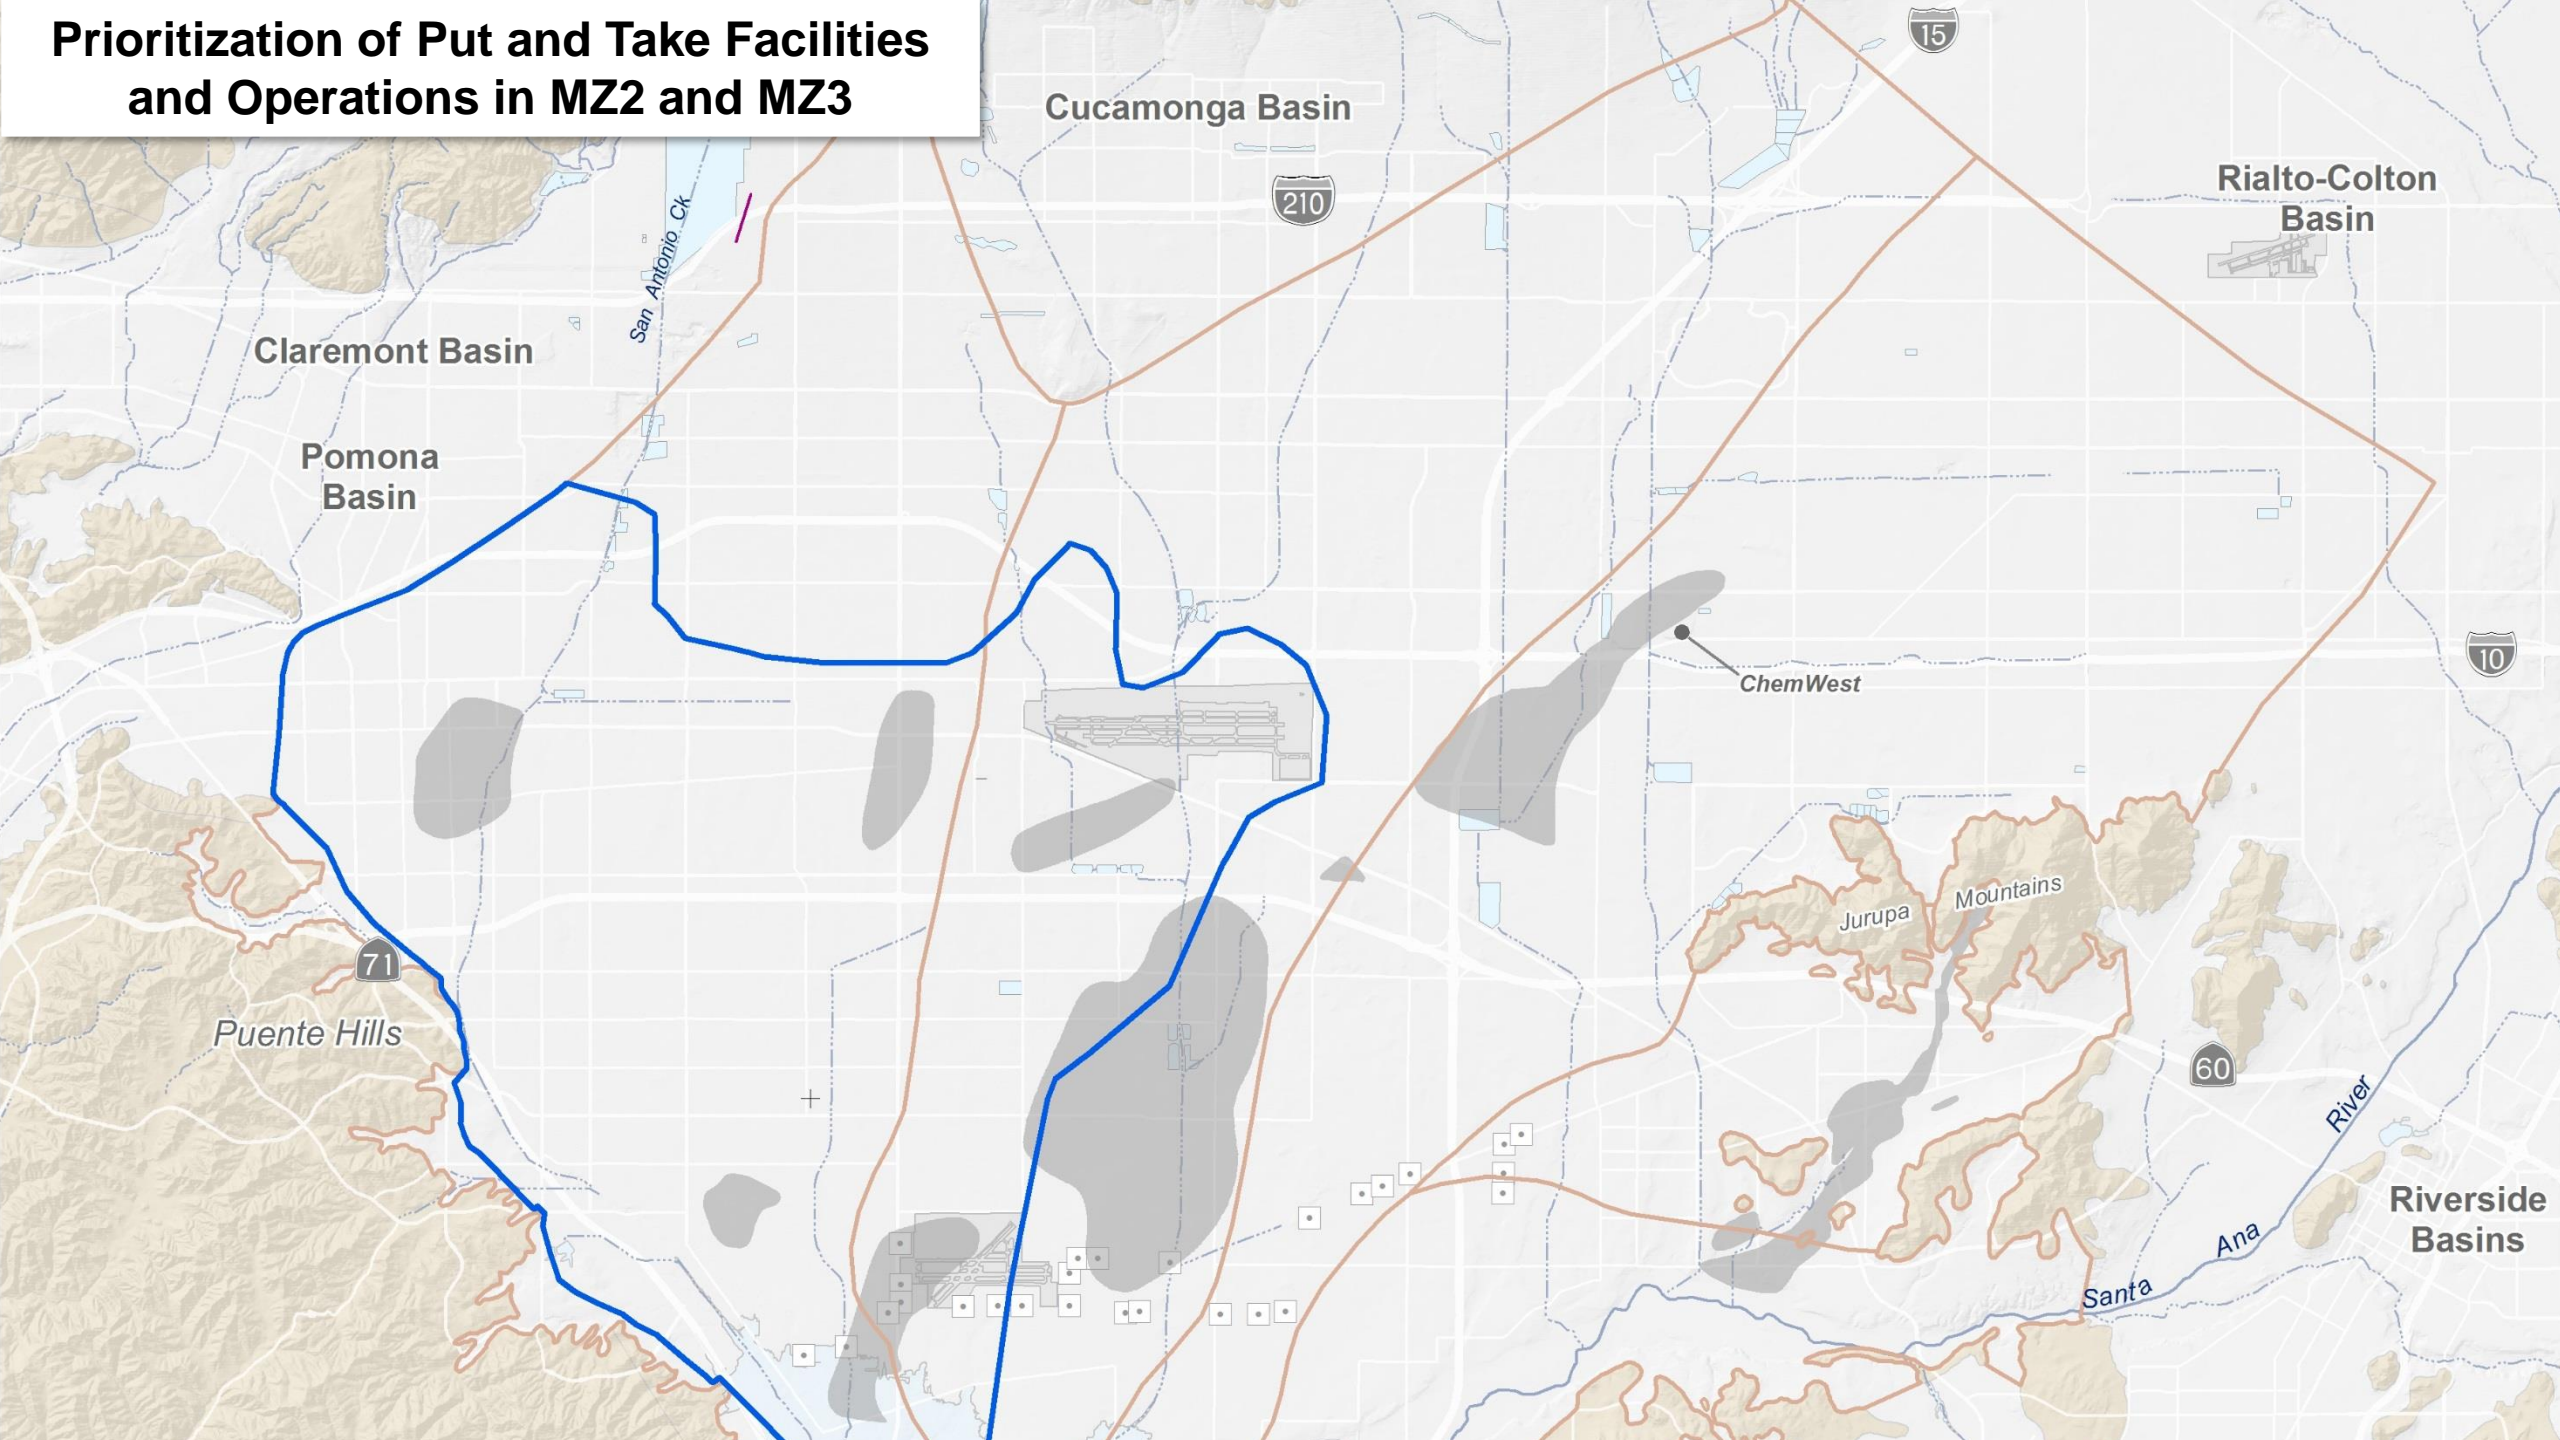 Prioritization of Put and Take Facilities
and Operations in MZ2 and MZ3
15
Cucamonga Basin
210
Rialto-Colton
Basin
San Antonio Ck
Claremont Basin
Pomona
Basin
10
ChemWest
Jurupa Mountains
71
Puente Hills
60
River
Riverside
Basins
Ana
Santa